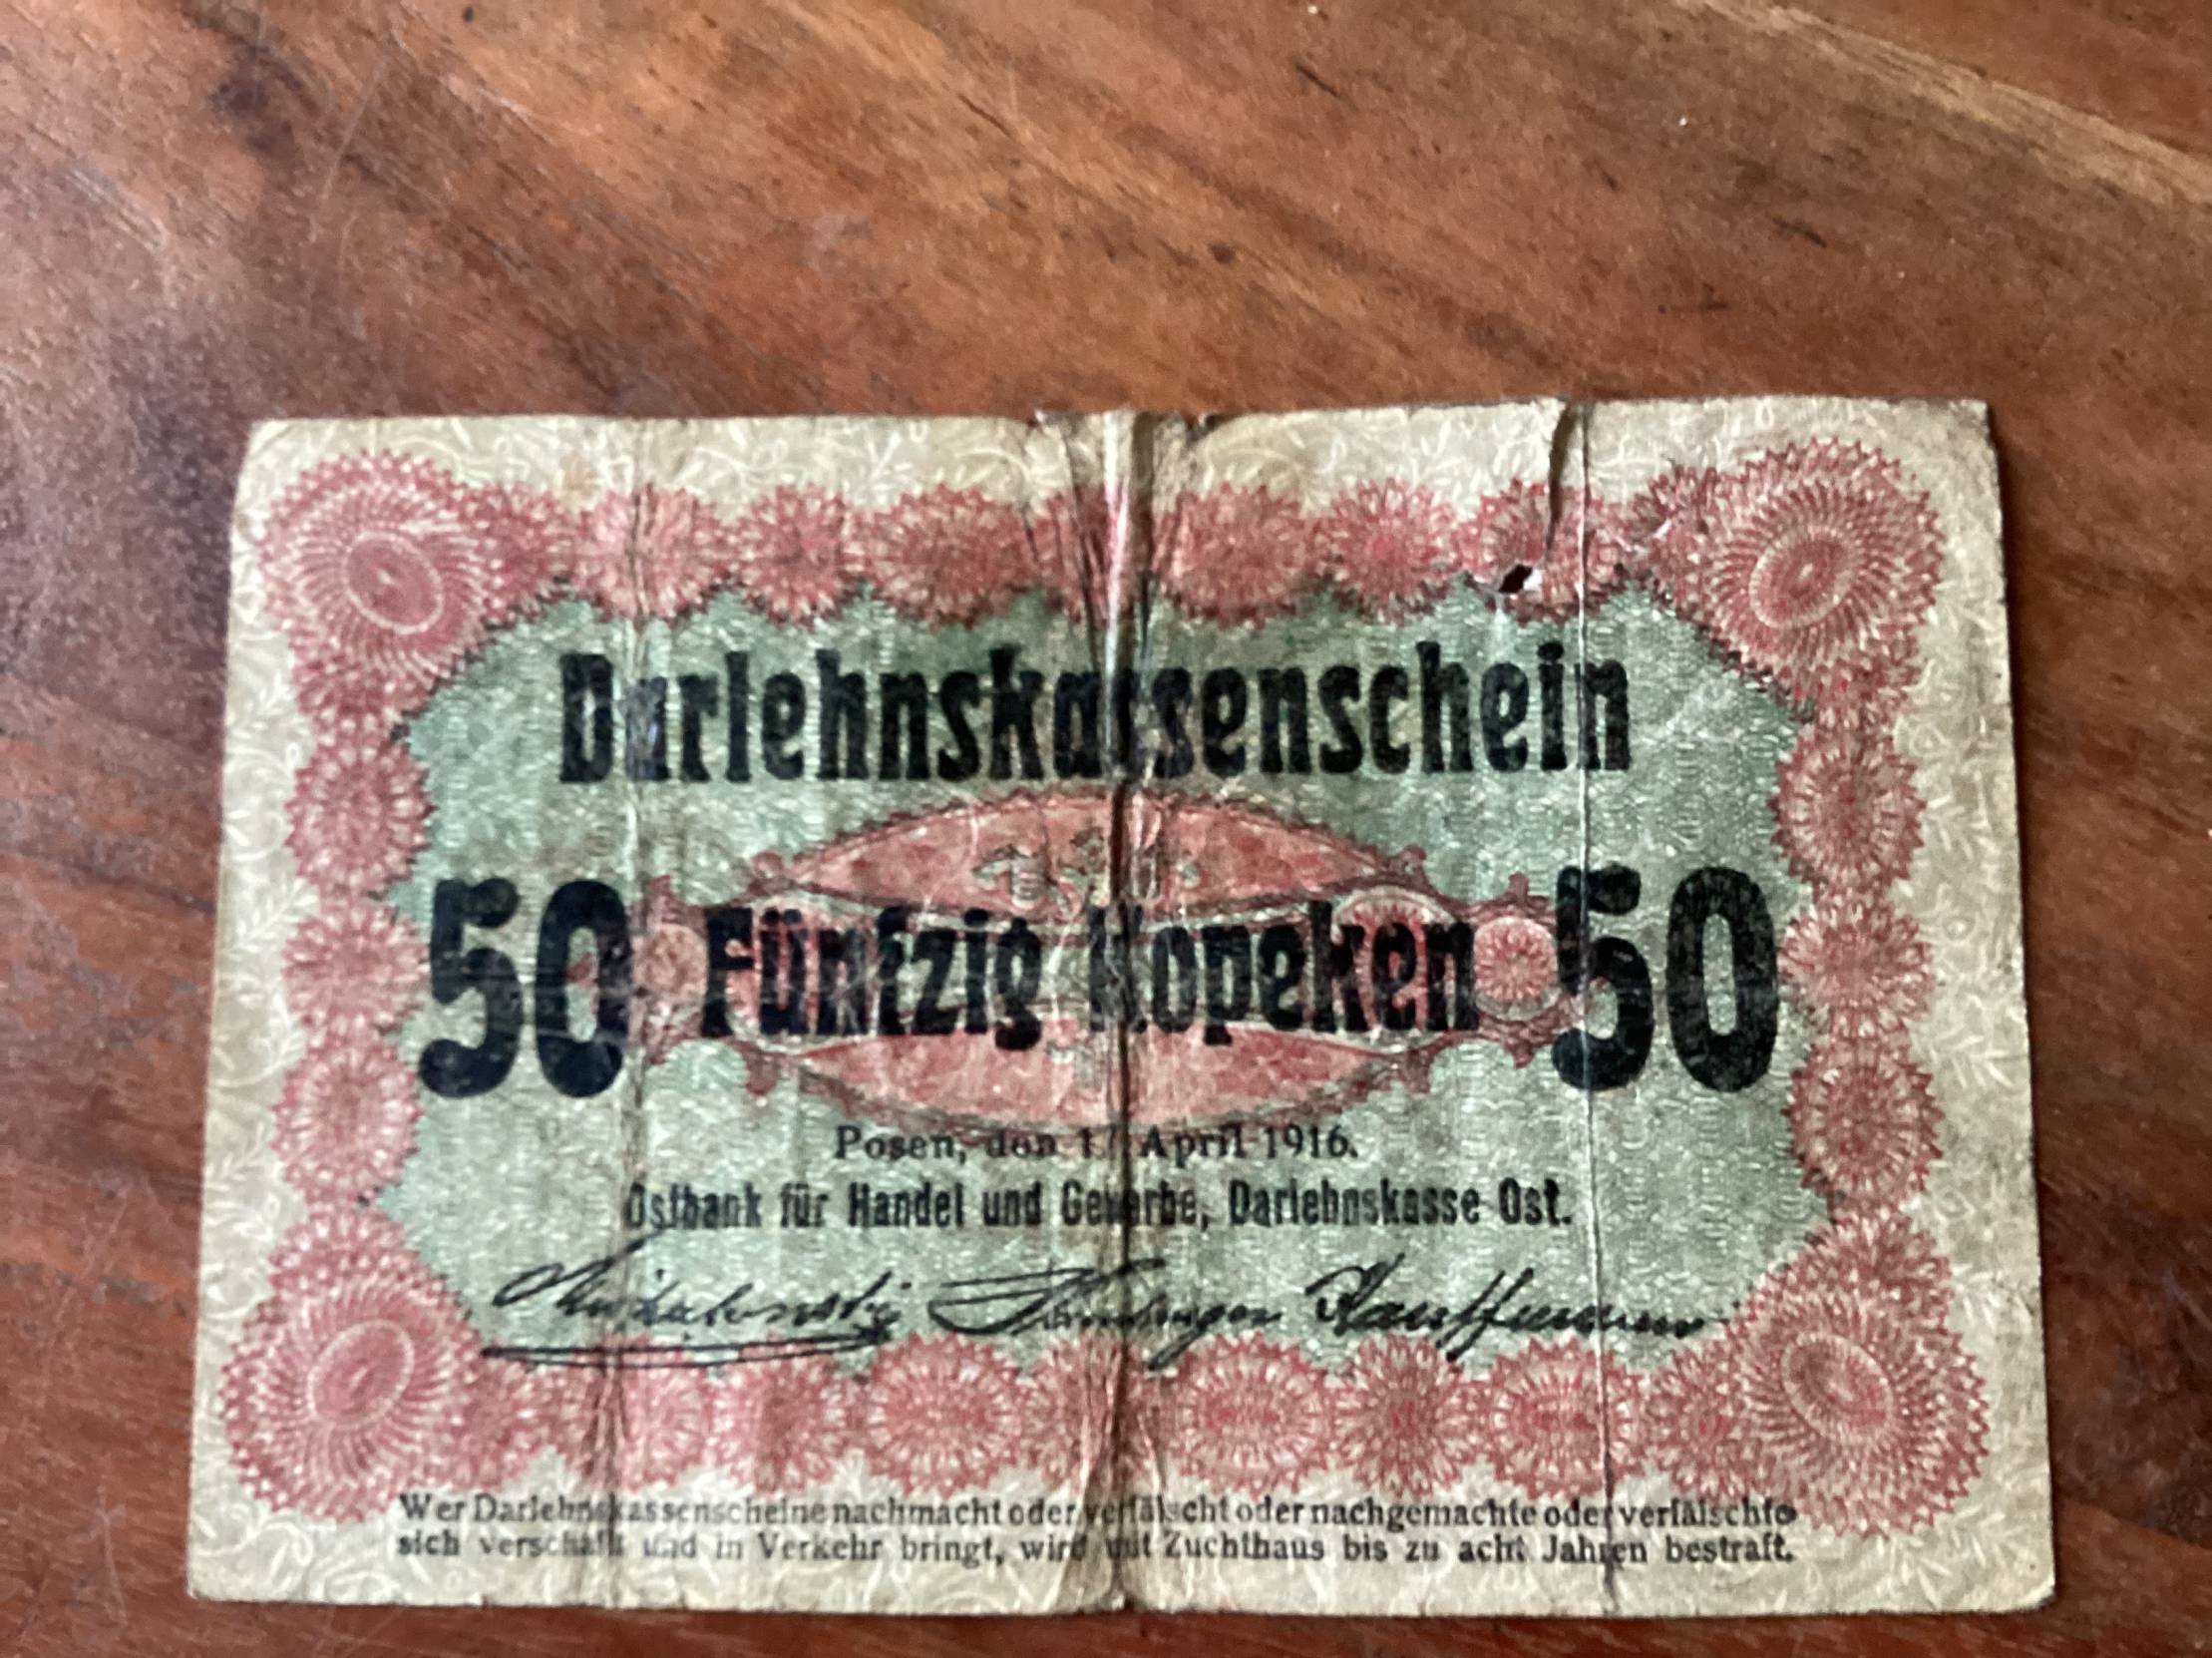 Darlehnskassenschein
50 Fünfzig Kopeken 50
Posen, den 17. April 1916.
Ostbank für Handel und Gewerbe, Darlehnskasse Ost.
Kauffmann
Wer Darlehnskassenscheine nachmacht oder verfälscht oder nachgemachte oder verfälschte
sich verschafft und in Verkehr bringt, wird mit Zuchthaus bis zu acht Jahren bestraft.